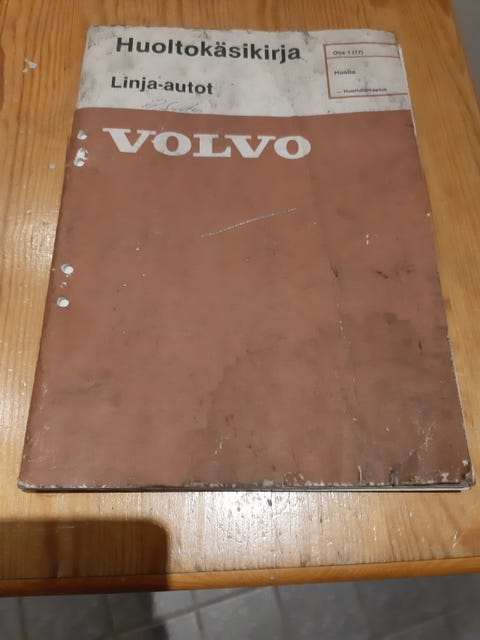 Huoltokäsikirja
Linja-autot
Osa 1 (17)
Huolto
VOLVO